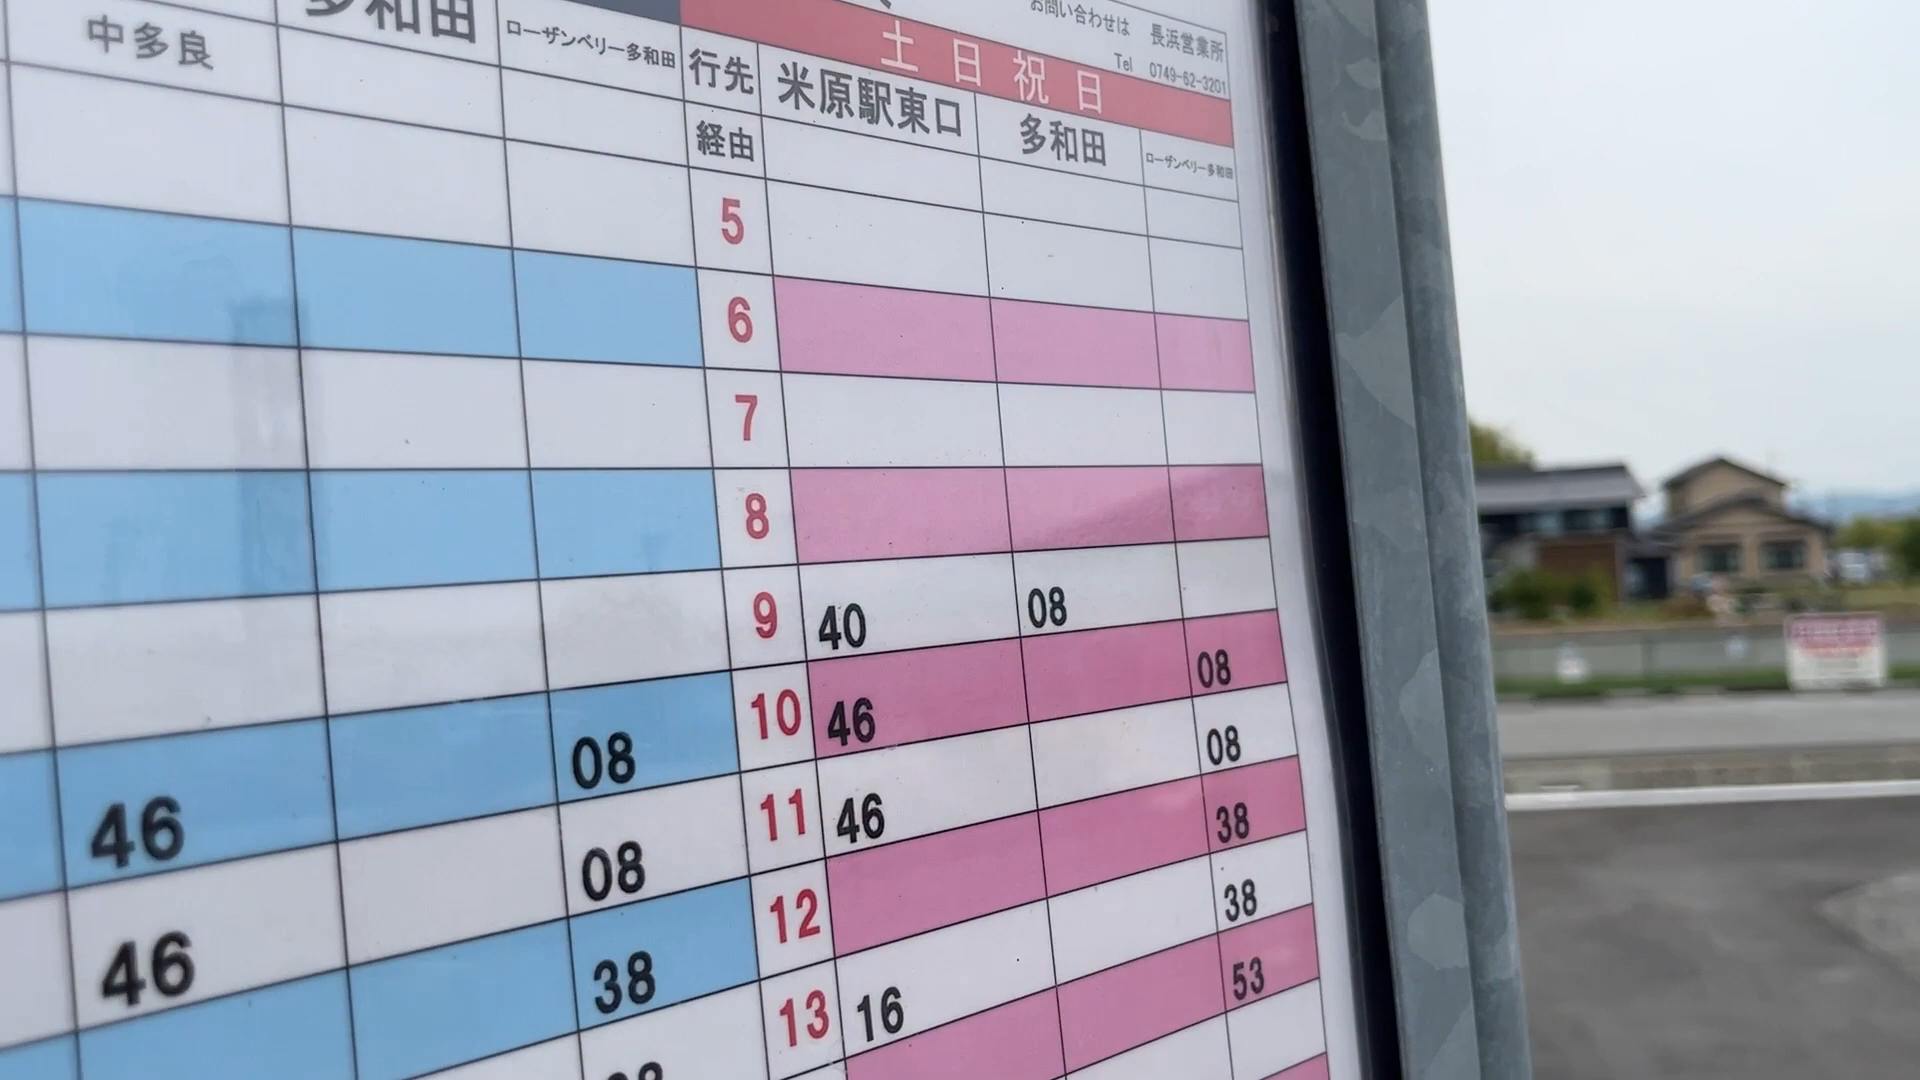 お問い合わせは 長浜営業所
Tel 0749-62-3201
土日祝日
中多良 多和田 ローザンベリー多和田 行先 米原駅東口 多和田 ローザンベリー多和田
経由
5
6
7
8
9 40 08
46 08 10 46 08
46 08 11 46 08
38 12 38
13 16 38
53